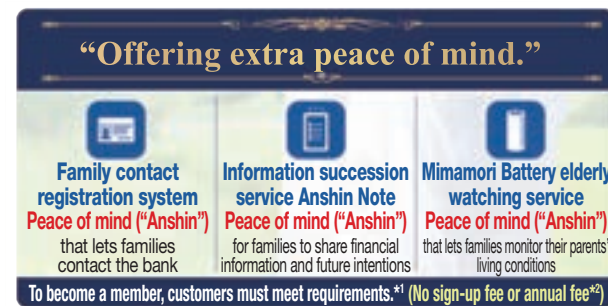 “Offering extra peace of mind.”
Family contact
registration system
Peace of mind (“Anshin”)
that lets families
contact the bank
Information succession
service Anshin Note
Peace of mind (“Anshin”)
for families to share financial
information and future intentions
Mimamori Battery elderly
watching service
Peace of mind (“Anshin”)
that lets families monitor their parents’
living conditions
To become a member, customers must meet requirements.*1 (No sign-up fee or annual fee*2)